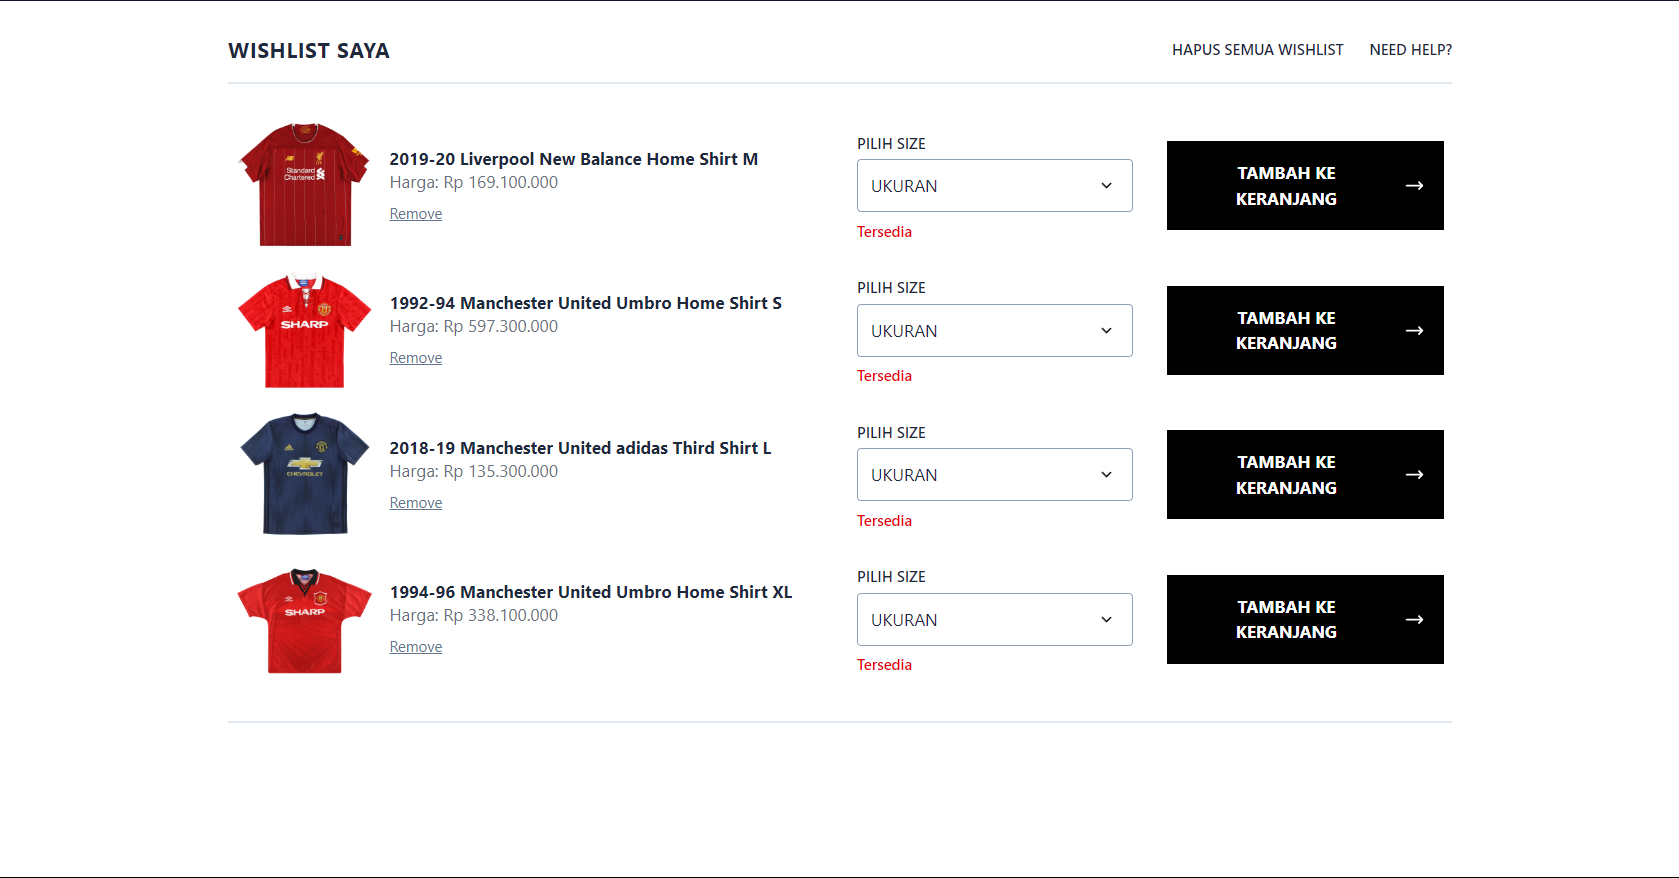 WISHLIST SAYA
HAPUS SEMUA WISHLIST
NEED HELP?
Standard
Chartered
2019-20 Liverpool New Balance Home Shirt M
Harga: Rp 169.100.000
Remove
PILIH SIZE
UKURAN
Tersedia
TAMBAH KE
KERANJANG
SHARP
1992-94 Manchester United Umbro Home Shirt S
Harga: Rp 597.300.000
Remove
PILIH SIZE
UKURAN
Tersedia
TAMBAH KE
KERANJANG
CHEVROLET
2018-19 Manchester United adidas Third Shirt L
Harga: Rp 135.300.000
Remove
PILIH SIZE
UKURAN
Tersedia
TAMBAH KE
KERANJANG
SHARP
1994-96 Manchester United Umbro Home Shirt XL
Harga: Rp 338.100.000
Remove
PILIH SIZE
UKURAN
Tersedia
TAMBAH KE
KERANJANG